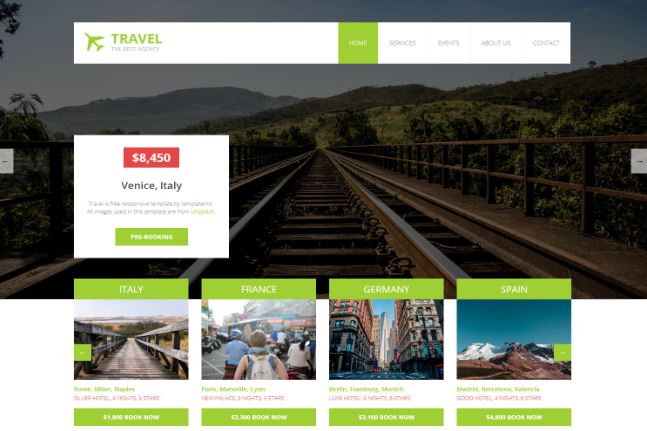 TRAVEL
THE BEST AGENCY
HOME
SERVICES
EVENTS
ABOUT US
CONTACT
←
→
$8,450
Venice, Italy
Travel is free responsive template by templatemo.
All images used in this template are from Unsplash.
PRE-BOOKING
ITALY
FRANCE
GERMANY
SPAIN
←
→
Rome, Milan, Naples
SILVER HOTEL, 4 NIGHTS, 5 STARS
$1,800 BOOK NOW
Paris, Marseille, Lyon
NEW PALACE, 5 NIGHTS, 5 STARS
$2,300 BOOK NOW
Berlin, Hamburg, Munich
LUXE HOTEL, 5 NIGHTS, 6 STARS
$3,100 BOOK NOW
Madrid, Barcelona, Valencia
GOOD HOTEL, 4 NIGHTS, 6 STARS
$4,800 BOOK NOW